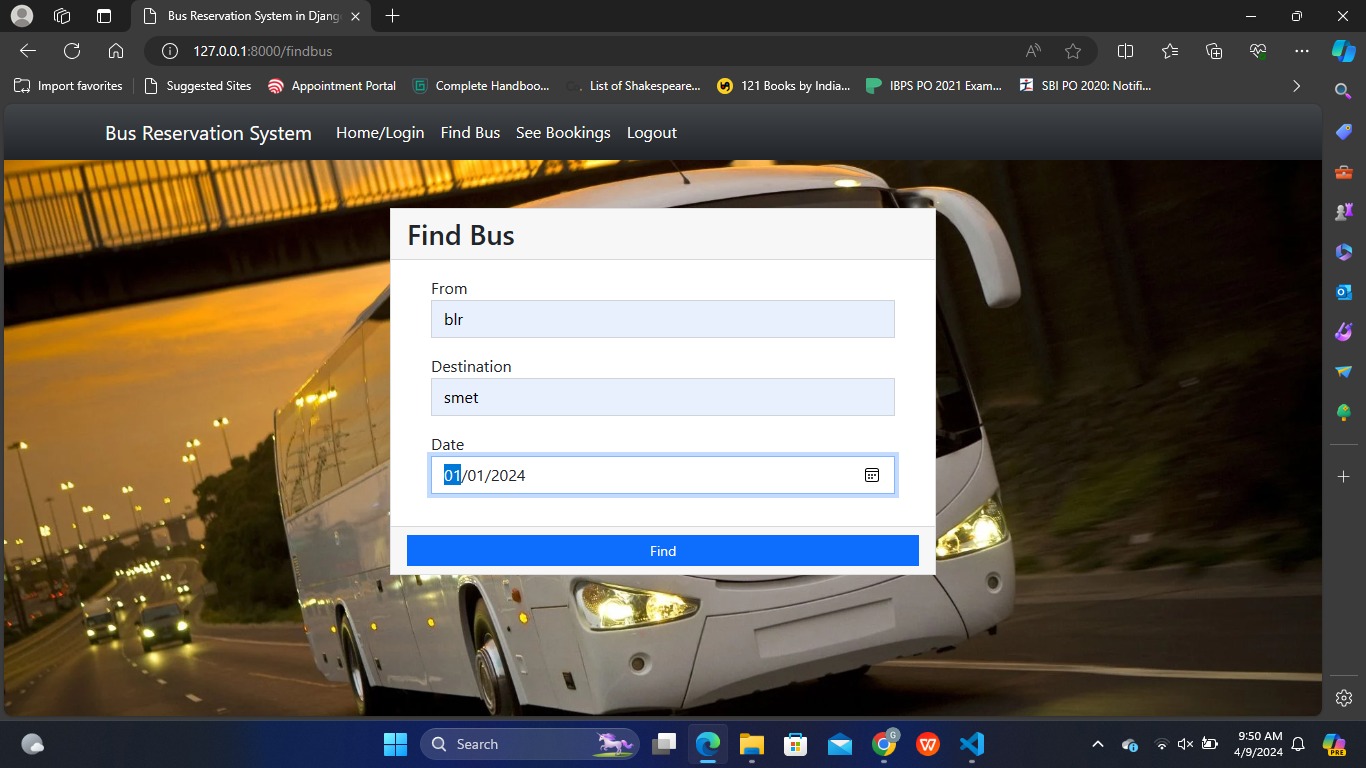 Bus Reservation System in Djang
127.0.0.1:8000/findbus
A
Import favorites
Suggested Sites
Appointment Portal
Complete Handboo...
List of Shakespeare...
121 Books by India...
IBPS PO 2021 Exam...
SBI PO 2020: Notifi...
Bus Reservation System
Home/Login
Find Bus
See Bookings
Logout
Find Bus
From
blr
Destination
smet
Date
01/01/2024
Find
Search
G
W
9:50 AM
4/9/2024
PRE